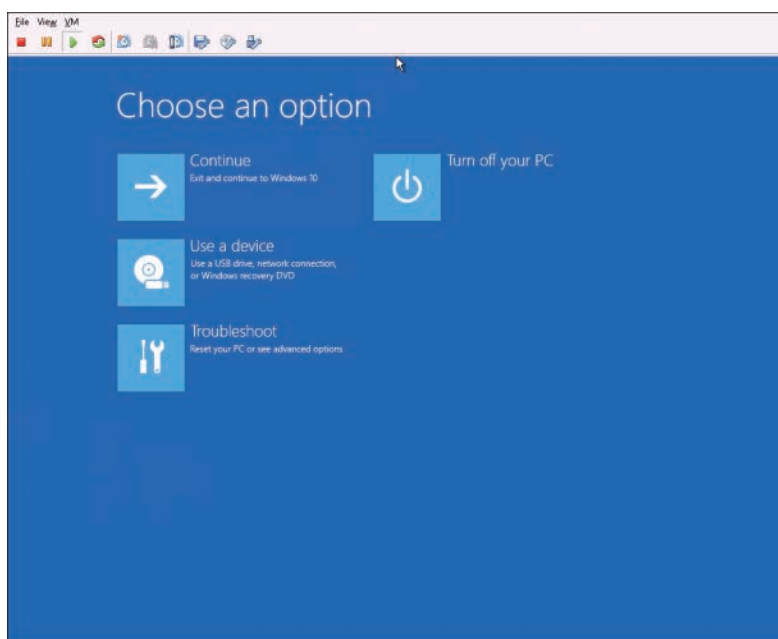 File View VM
Choose an option
Continue
Exit and continue to Windows 10
Turn off your PC
Use a device
Use a USB drive, network connection,
or Windows recovery DVD
Troubleshoot
Reset your PC or see advanced options